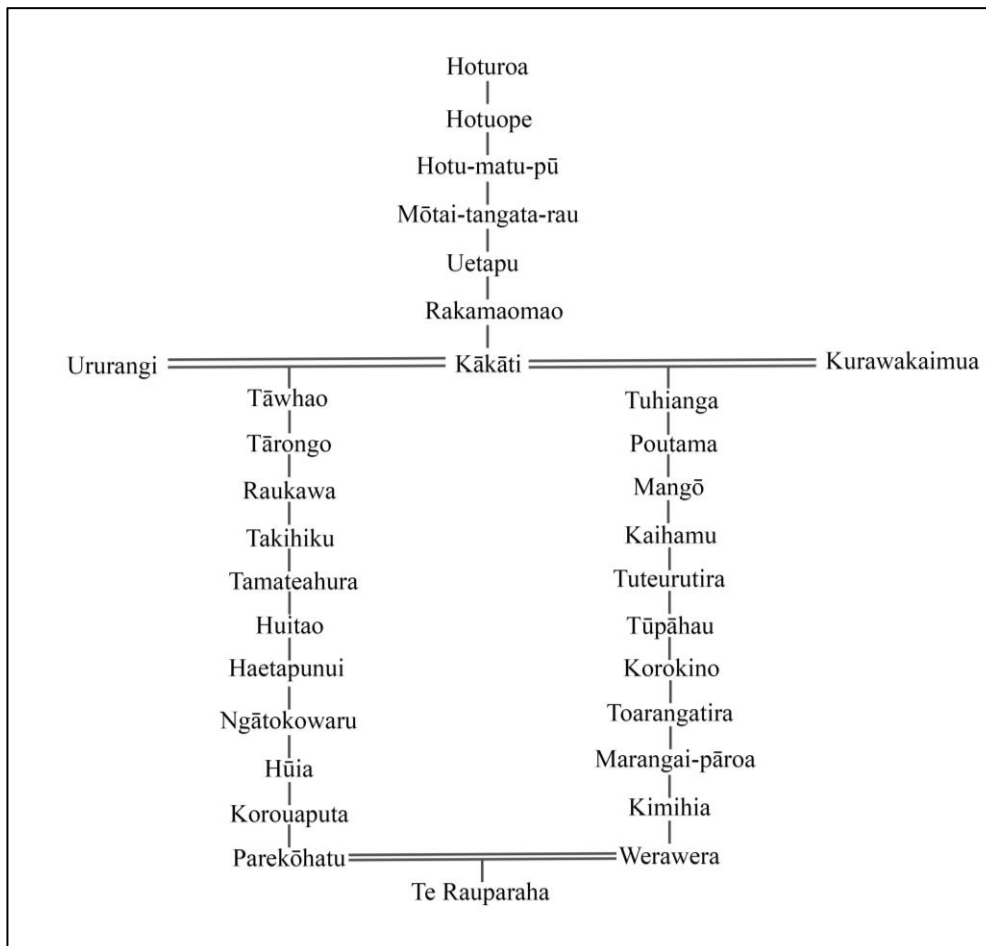 Hoturoa
Hotuope
Hotu-matu-pū
Mōtai-tangata-rau
Uetapu
Rakamaomao
Ururangi Kākāti Kurawakaimua
Tāwhao Tuhianga
Tārongo Poutama
Raukawa Mangō
Takihiku Kaihamu
Tamateahura Tuteurutira
Huitao Tūpāhau
Haetapunui Korokino
Ngātokowaru Toarangatira
Hūia Marangai-pāroa
Korouaputa Kimihia
Parekōhatu Werawera
Te Rauparaha